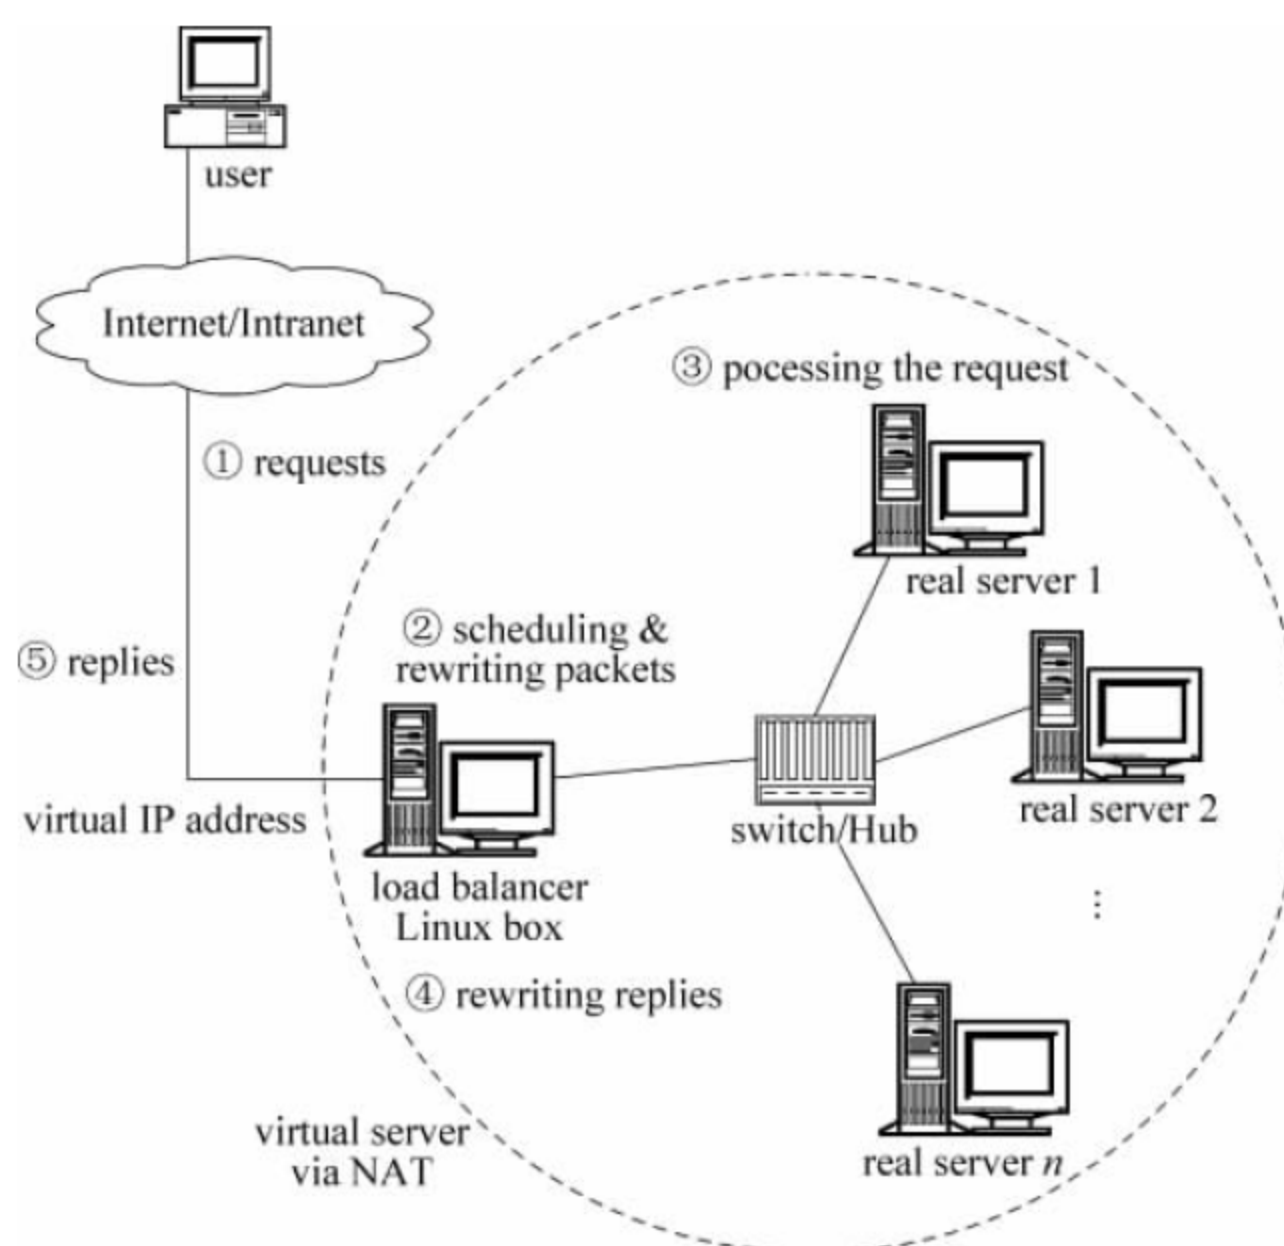 user
Internet/Intranet
③ pocessing the request
① requests
real server 1
② scheduling &
rewriting packets
⑤ replies
real server 2
virtual IP address
switch/Hub
load balancer
Linux box
⋮
④ rewriting replies
virtual server
via NAT
real server n